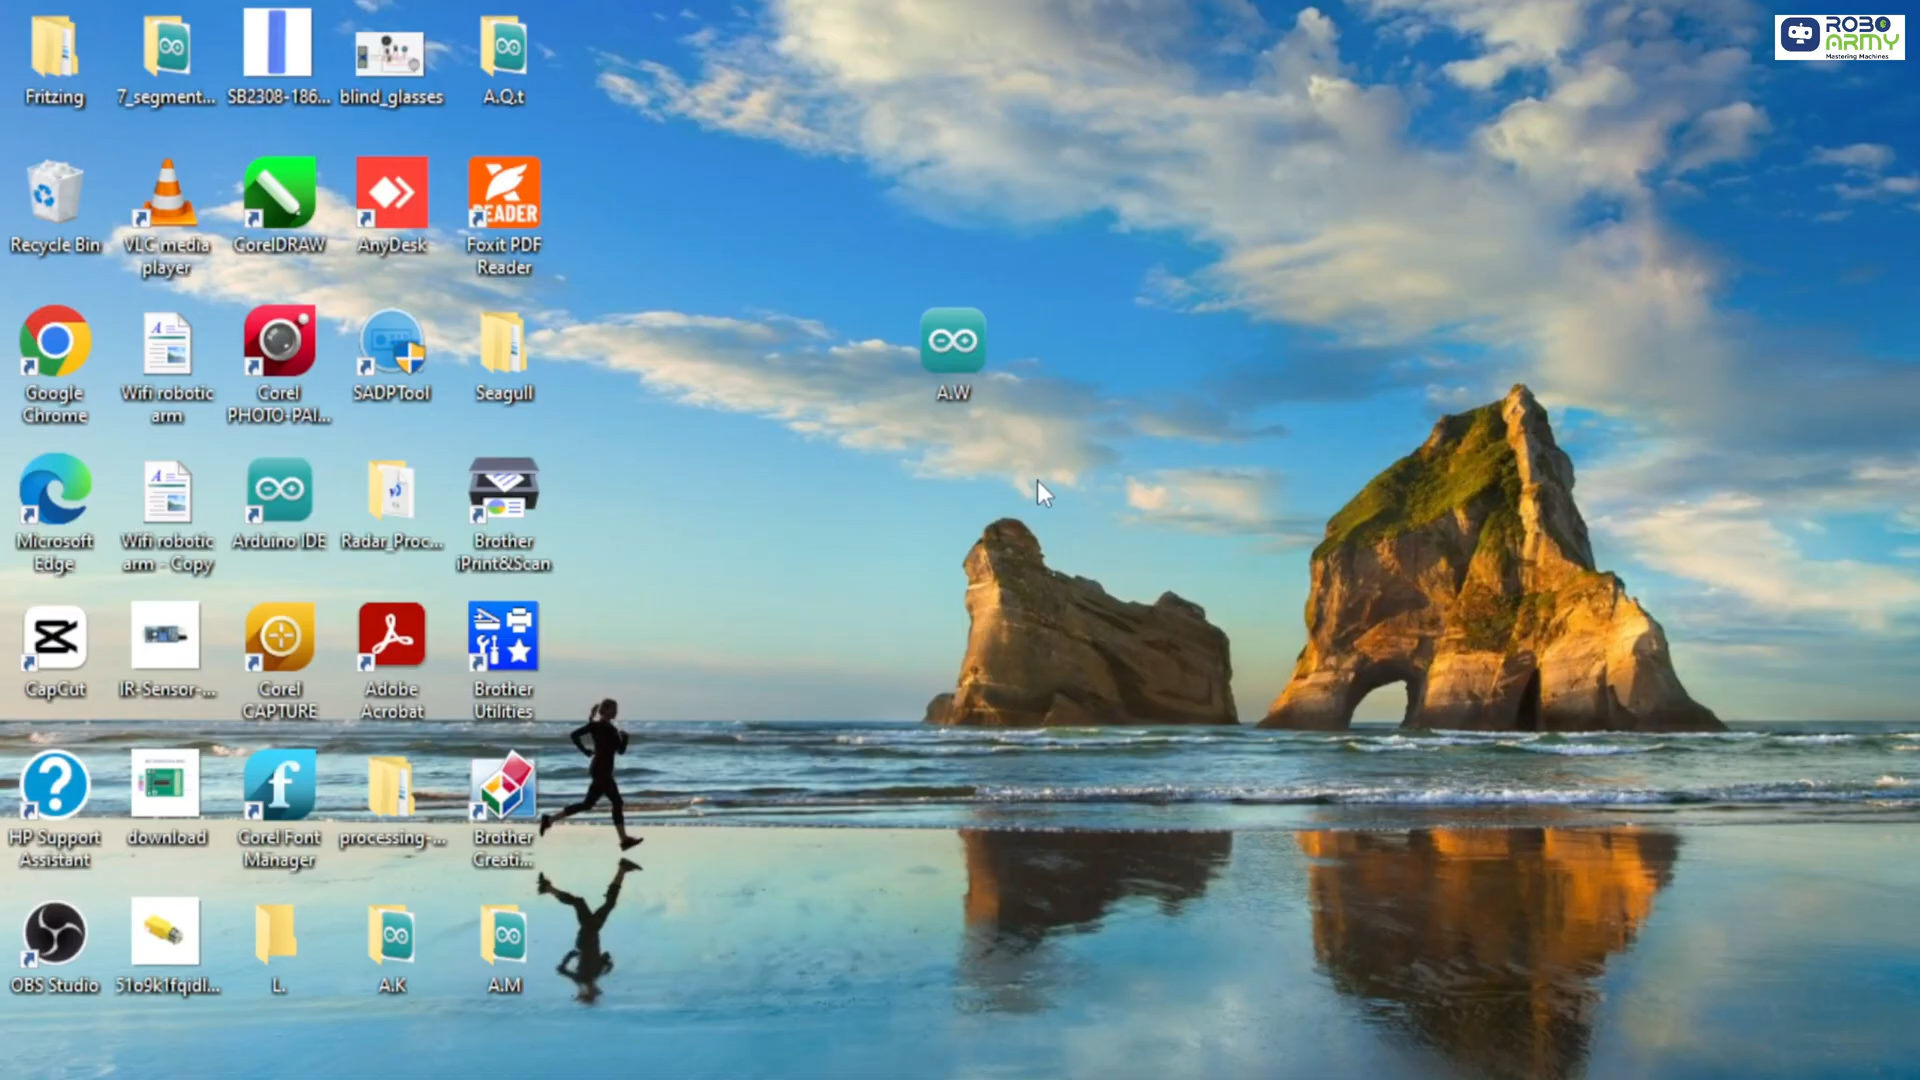 ROBO
ARMY
Mastering Machines
Fritzing
7_segment...
SB2308-186...
blind_glasses
A.Q.t
Recycle Bin
VLC media
player
CorelDRAW
AnyDesk
READER
Foxit PDF
Reader
Google
Chrome
Wifi robotic
arm
Corel
PHOTO-PAI...
SADPTool
Seagull
A.W
Microsoft
Edge
Wifi robotic
arm - Copy
Arduino IDE
Radar_Proc...
Brother
iPrint&Scan
CapCut
IR-Sensor-...
Corel
CAPTURE
Adobe
Acrobat
Brother
Utilities
HP Support
Assistant
download
Corel Font
Manager
processing-...
Brother
Creati...
OBS Studio
51o9k1fqidl...
L.
A.K
A.M